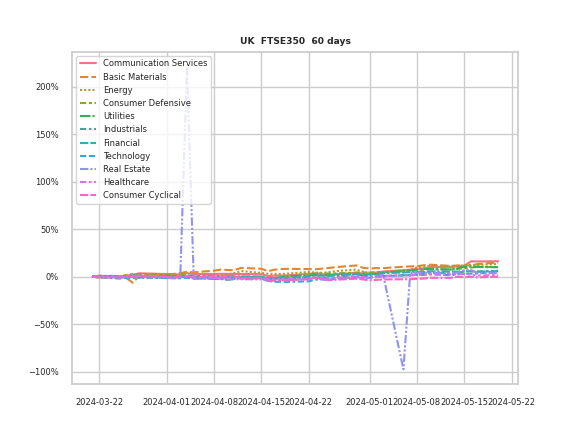 UK FTSE350 60 days
Communication Services
Basic Materials
Energy
Consumer Defensive
Utilities
Industrials
Financial
Technology
Real Estate
Healthcare
Consumer Cyclical
200%
150%
100%
50%
0%
−50%
−100%
2024-03-22 2024-04-01 2024-04-08 2024-04-15 2024-04-22 2024-05-01 2024-05-08 2024-05-15 2024-05-22